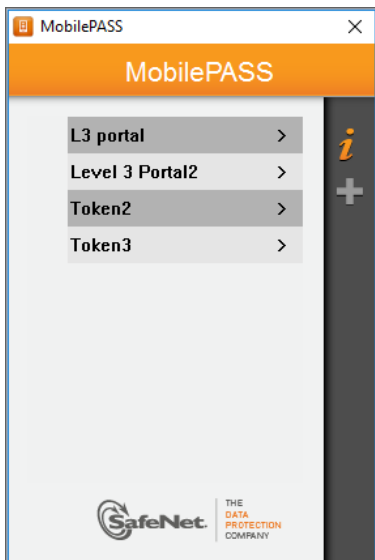 MobilePASS
MobilePASS
L3 portal
Level 3 Portal2
Token2
Token3
SafeNet.
THE
DATA
PROTECTION
COMPANY